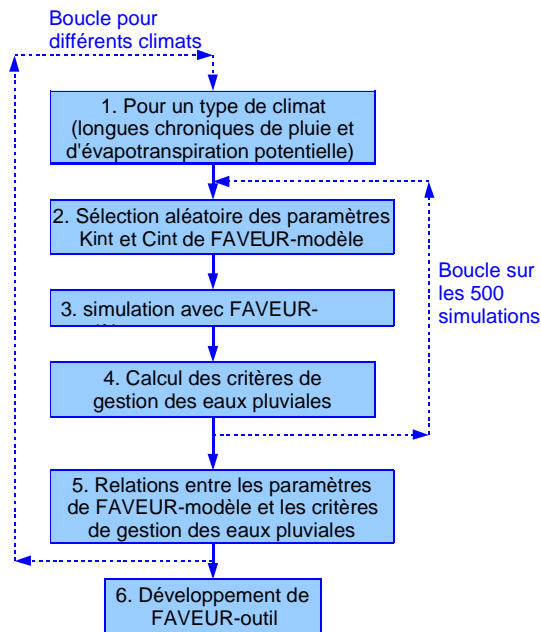 Boucle pour
différents climats
1. Pour un type de climat
(longues chroniques de pluie et
d'évapotranspiration potentielle)
2. Sélection aléatoire des paramètres
Kint et Cint de FAVEUR-modèle
3. simulation avec FAVEUR-
Boucle sur
les 500
simulations
4. Calcul des critères de
gestion des eaux pluviales
5. Relations entre les paramètres
de FAVEUR-modèle et les critères
de gestion des eaux pluviales
6. Développement de
FAVEUR-outil